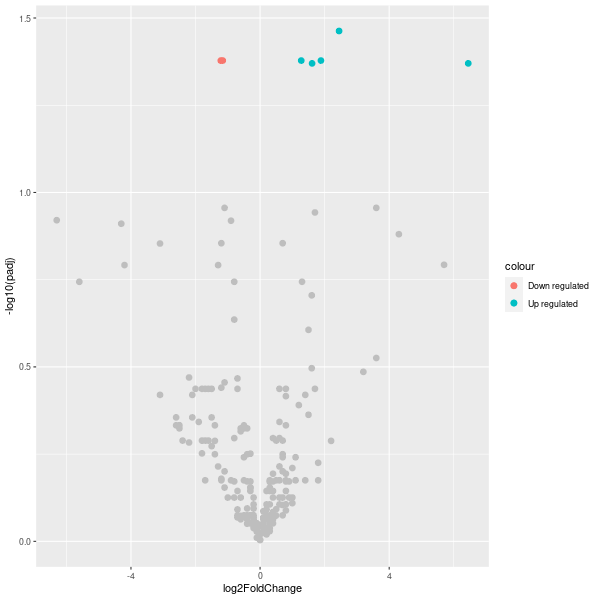 1.5
1.0
0.5
0.0
-log10(padj)
-4
0
4
log2FoldChange
colour
Down regulated
Up regulated